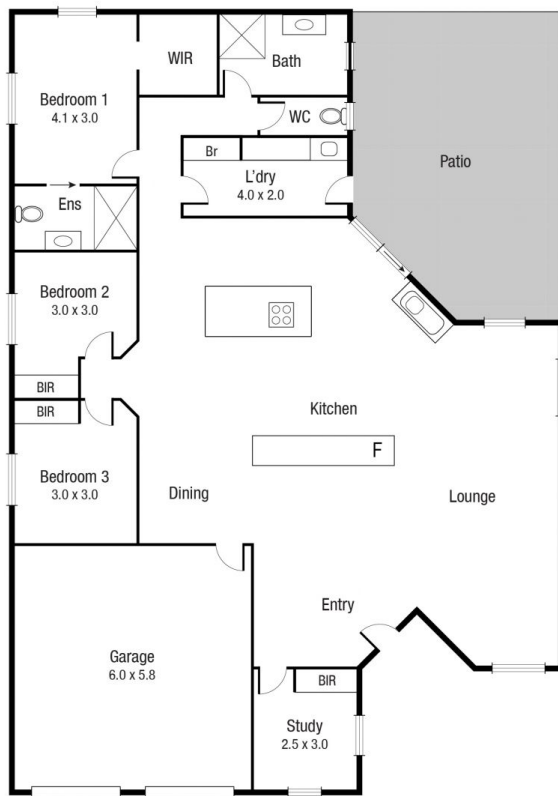 WIR
Bath
Bedroom 1
4.1 x 3.0
WC
Br
L'dry
4.0 x 2.0
Patio
Ens
Bedroom 2
3.0 x 3.0
BIR
BIR
Kitchen
F
Bedroom 3
3.0 x 3.0
Dining
Lounge
Entry
Garage
6.0 x 5.8
BIR
Study
2.5 x 3.0